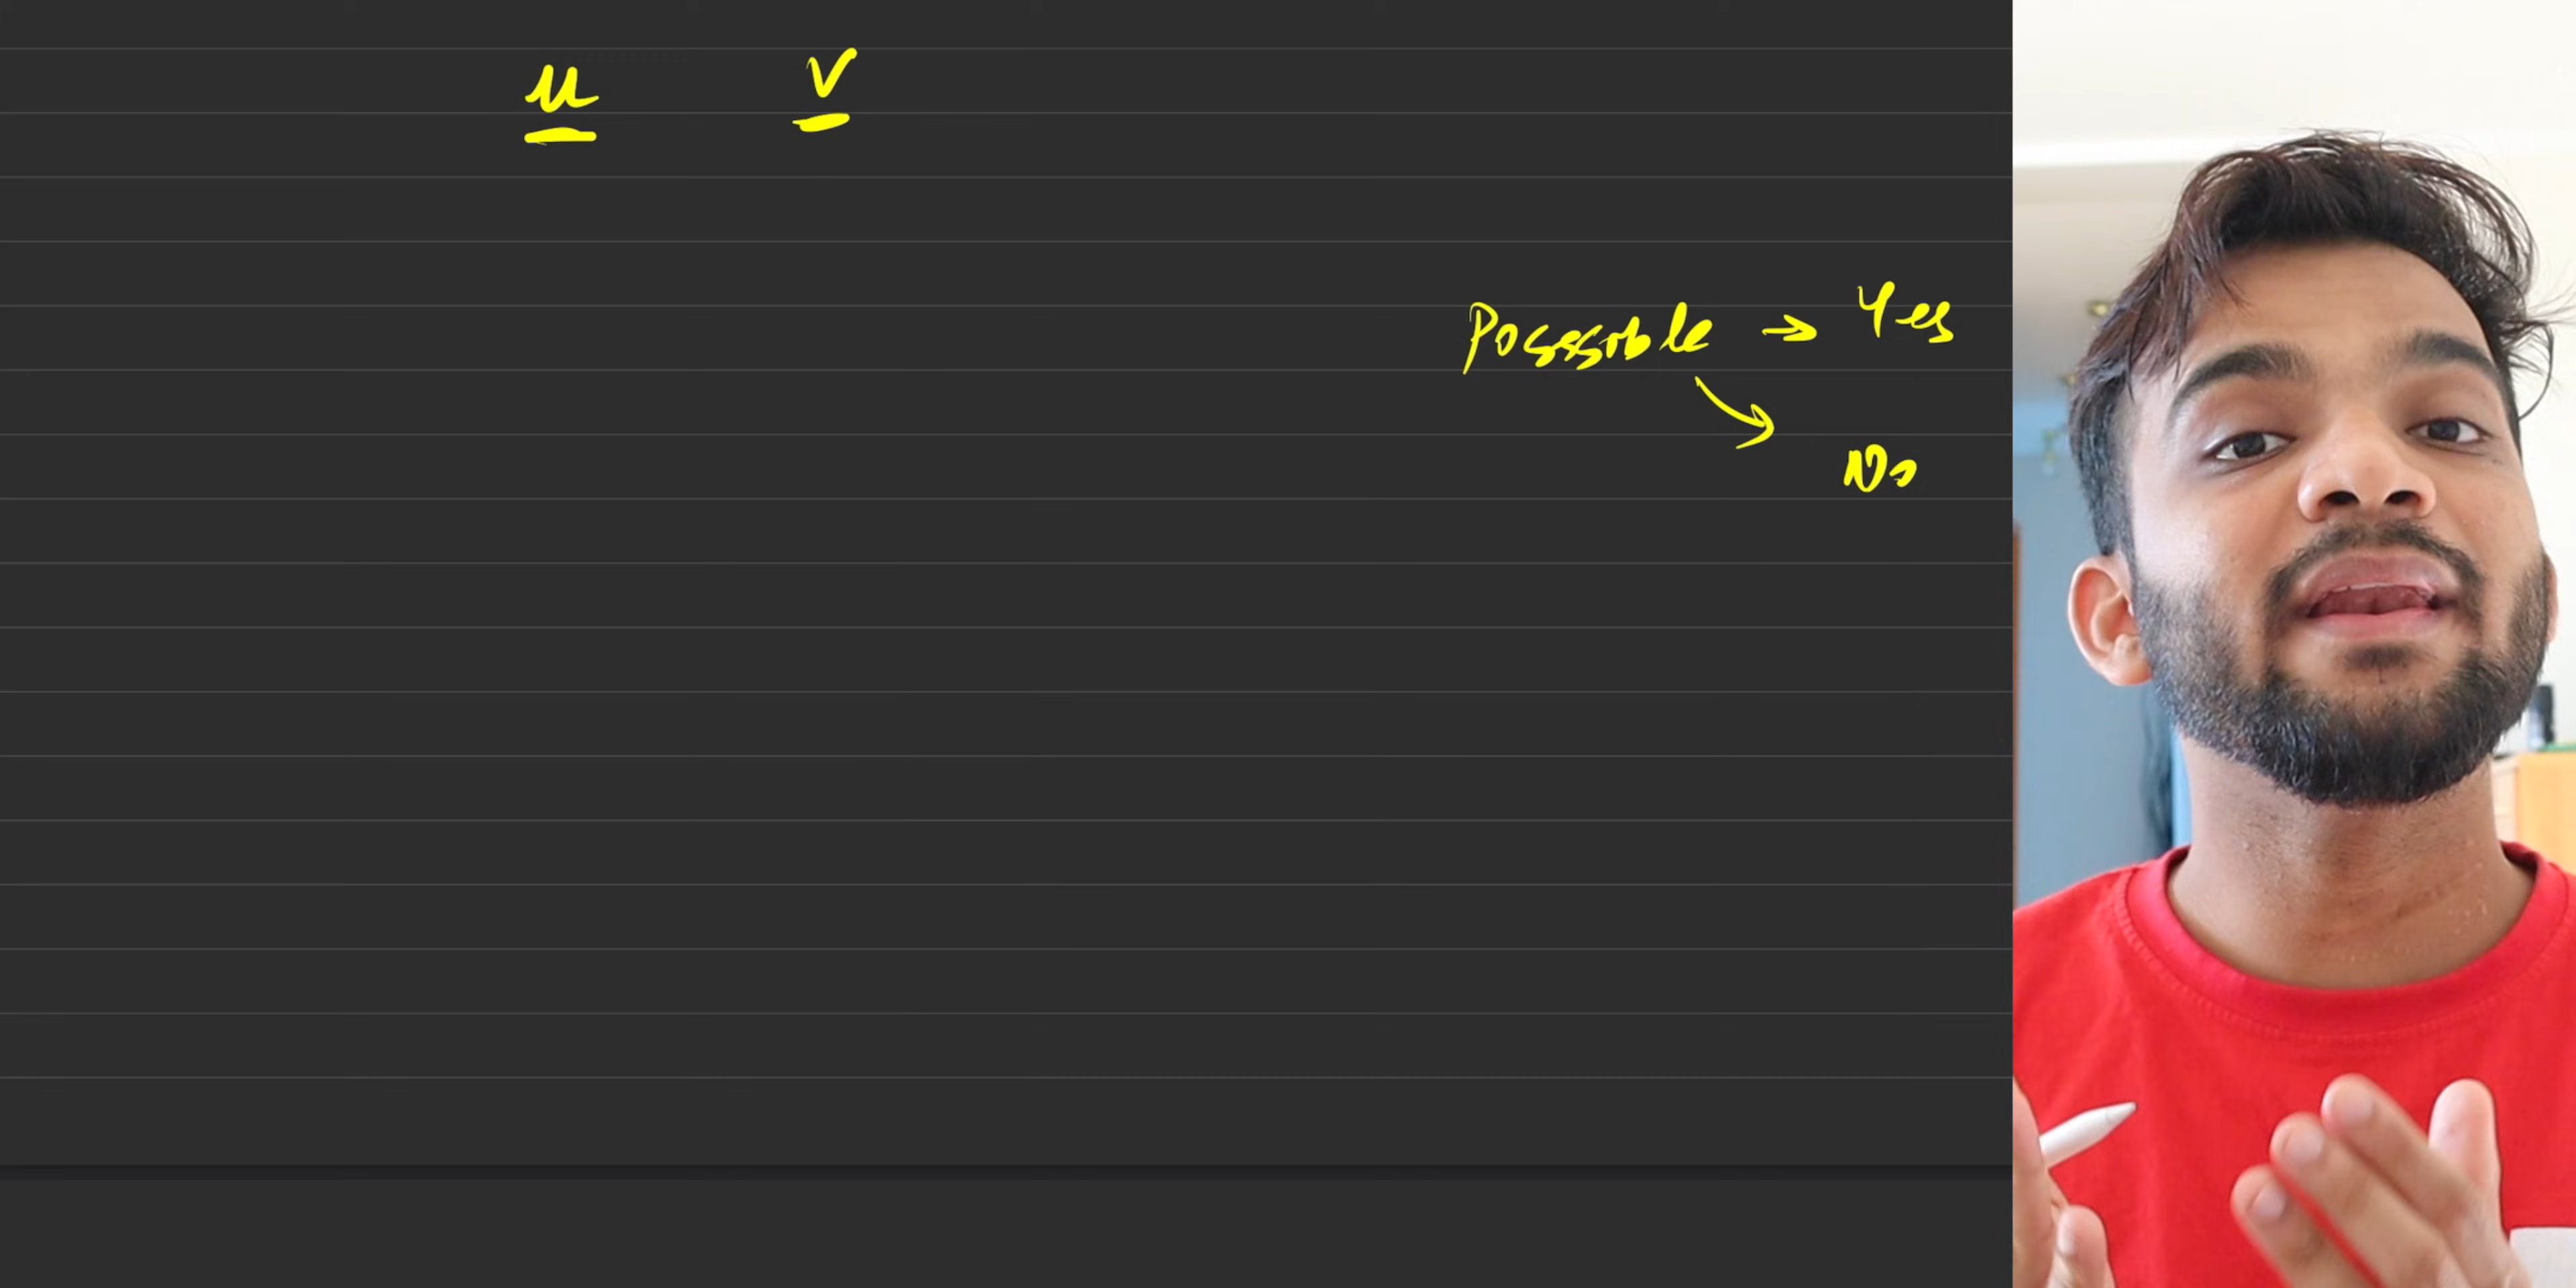 u v
Possible → Yes
No